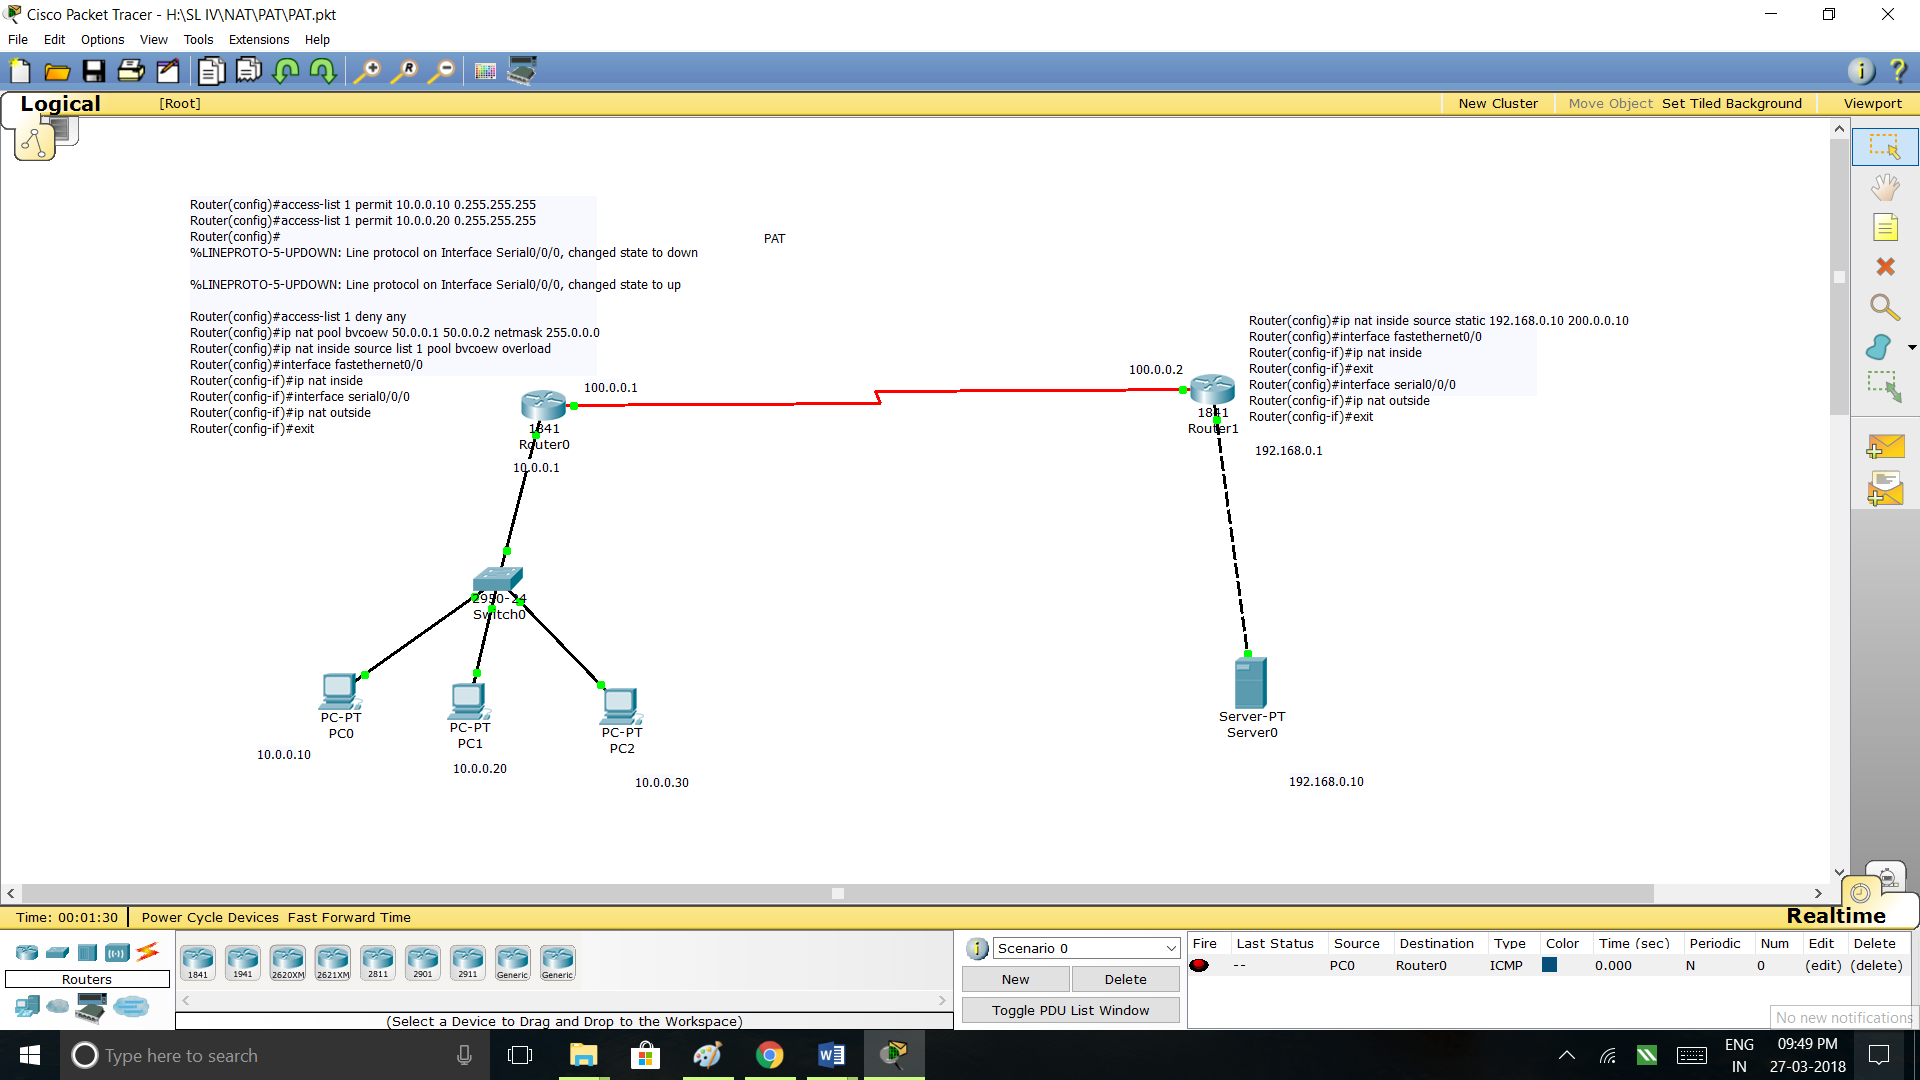 Cisco Packet Tracer - H:\SL IV\NAT\PAT\PAT.pkt
File Edit Options View Tools Extensions Help
Logical [Root] New Cluster Move Object Set Tiled Background Viewport
Router(config)#access-list 1 permit 10.0.0.10 0.255.255.255
Router(config)#access-list 1 permit 10.0.0.20 0.255.255.255
Router(config)#
%LINEPROTO-5-UPDOWN: Line protocol on Interface Serial0/0/0, changed state to down
%LINEPROTO-5-UPDOWN: Line protocol on Interface Serial0/0/0, changed state to up
Router(config)#access-list 1 deny any
Router(config)#ip nat pool bvcoew 50.0.0.1 50.0.0.2 netmask 255.0.0.0
Router(config)#ip nat inside source list 1 pool bvcoew overload
Router(config)#interface fastethernet0/0
Router(config-if)#ip nat inside
Router(config-if)#interface serial0/0/0
Router(config-if)#ip nat outside
Router(config-if)#exit
PAT
Router(config)#ip nat inside source static 192.168.0.10 200.0.0.10
Router(config)#interface fastethernet0/0
Router(config-if)#ip nat inside
Router(config-if)#exit
Router(config)#interface serial0/0/0
Router(config-if)#ip nat outside
Router(config-if)#exit
100.0.0.1
100.0.0.2
1841
Router0
10.0.0.1
1841
Router1
192.168.0.1
2950-24
Switch0
PC-PT
PC0
10.0.0.10
PC-PT
PC1
10.0.0.20
PC-PT
PC2
10.0.0.30
Server-PT
Server0
192.168.0.10
Time: 00:01:30 Power Cycle Devices Fast Forward Time
Realtime
Routers
1841 1941 2620XM 2621XM 2811 2901 2911 Generic Generic
(Select a Device to Drag and Drop to the Workspace)
Scenario 0
New Delete
Toggle PDU List Window
Fire Last Status Source Destination Type Color Time (sec) Periodic Num Edit Delete
-- PC0 Router0 ICMP 0.000 N 0 (edit) (delete)
No new notifications
Type here to search
ENG
IN
09:49 PM
27-03-2018